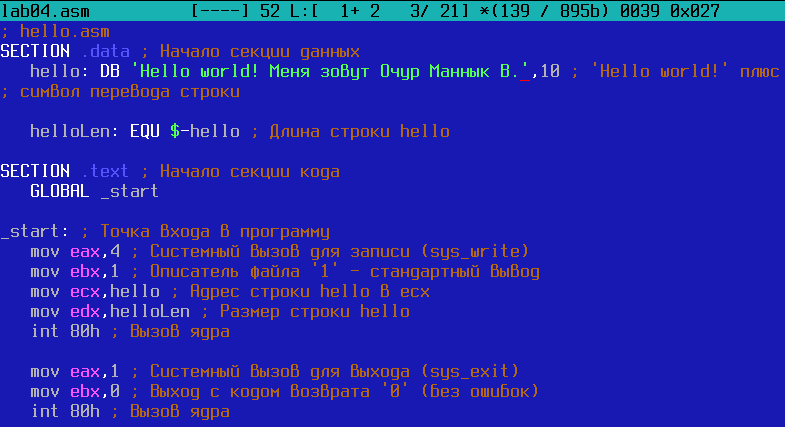 lab04.asm [----] 52 L:[ 1+ 2 3/ 21] *(139 / 895b) 0039 0x027
; hello.asm
SECTION .data ; Начало секции данных
hello: DB 'Hello world! Меня зовут Очур Маннык В.',10 ; 'Hello world!' плюс
; символ перевода строки
helloLen: EQU $-hello ; Длина строки hello
SECTION .text ; Начало секции кода
GLOBAL _start
_start: ; Точка входа в программу
mov eax,4 ; Системный вызов для записи (sys_write)
mov ebx,1 ; Описатель файла '1' - стандартный вывод
mov ecx,hello ; Адрес строки hello в ecx
mov edx,helloLen ; Размер строки hello
int 80h ; Вызов ядра
mov eax,1 ; Системный вызов для выхода (sys_exit)
mov ebx,0 ; Выход с кодом возврата '0' (без ошибок)
int 80h ; Вызов ядра